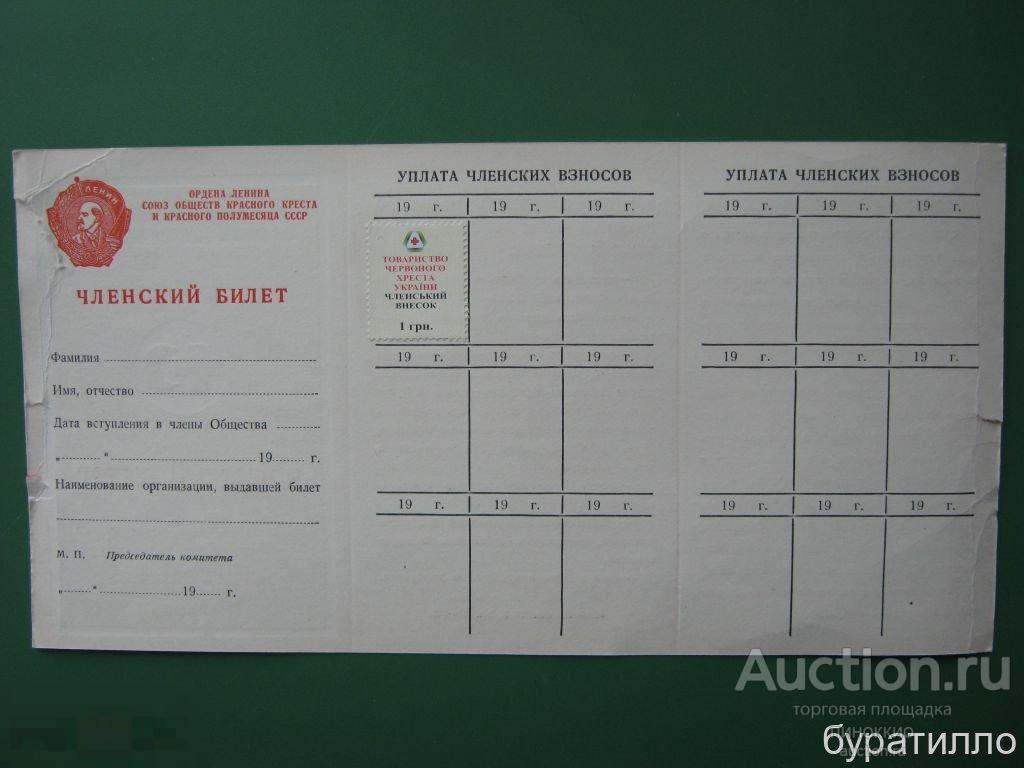 ЛЕНИН
ОРДЕНА ЛЕНИНА
СОЮЗ ОБЩЕСТВ КРАСНОГО КРЕСТА
И КРАСНОГО ПОЛУМЕСЯЦА СССР
ЧЛЕНСКИЙ БИЛЕТ
Фамилия
Имя, отчество
Дата вступления в члены Общества
„ " 19 г.
Наименование организации, выдавшей билет
М. П. Председатель комитета
„ " 19 г.
УПЛАТА ЧЛЕНСКИХ ВЗНОСОВ
19 г. 19 г. 19 г.
ТОВАРИСТВО
ЧЕРВОНОГО
ХРЕСТА
УКРАЇНИ
ЧЛЕНСЬКИЙ
ВНЕСОК
1 грн.
19 г. 19 г. 19 г.
19 г. 19 г. 19 г.
УПЛАТА ЧЛЕНСКИХ ВЗНОСОВ
19 г. 19 г. 19 г.
19 г. 19 г. 19 г.
19 г. 19 г. 19 г.
Auction.ru
торговая площадка
буратилло